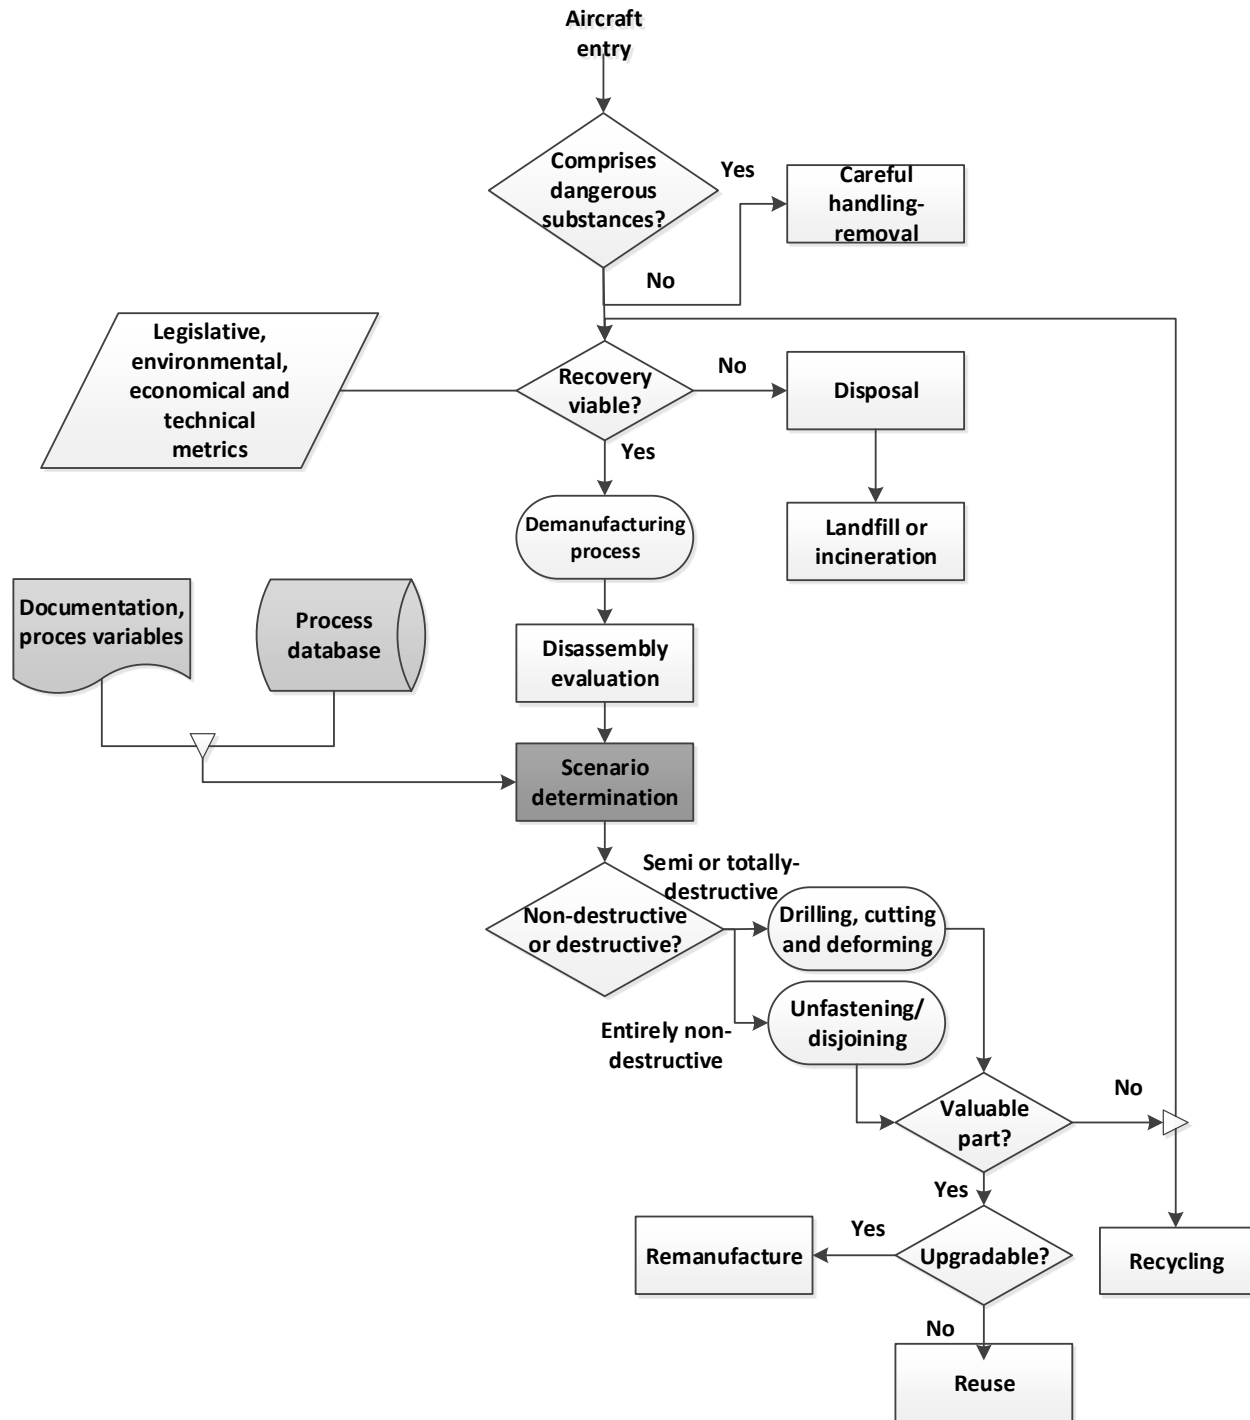 Aircraft
entry
Comprises
dangerous
substances?
Yes
Careful
handling-
removal
No
Legislative,
environmental,
economical and
technical
metrics
Recovery
viable?
No
Disposal
Yes
Landfill or
incineration
Demanufacturing
process
Documentation,
proces variables
Process
database
Disassembly
evaluation
Scenario
determination
Semi or totally-
destructive
Non-destructive
or destructive?
Drilling, cutting
and deforming
Entirely non-
destructive
Unfastening/
disjoining
Valuable
part?
No
Yes
Upgradable?
Yes
Remanufacture
Recycling
No
Reuse